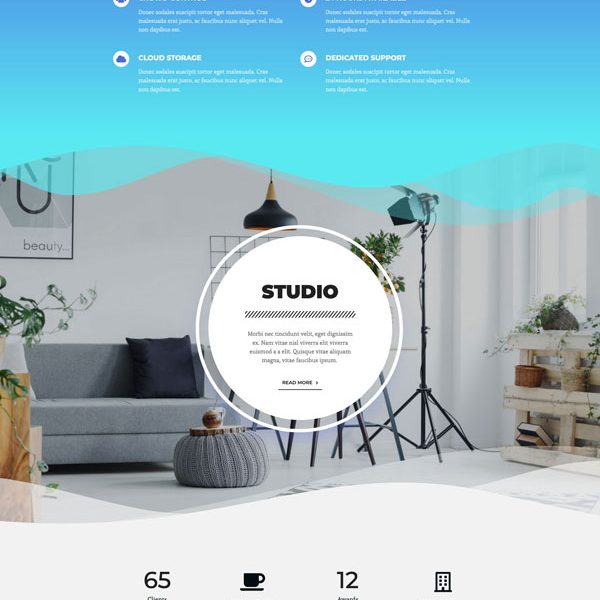 CLOUD STORAGE
Donec sodales suscipit tortor eget malesuada. Cras
malesuada erat justo, ac faucibus nunc aliquet vel. Nulla
non dapibus est.
DEDICATED SUPPORT
Donec sodales suscipit tortor eget malesuada. Cras
malesuada erat justo, ac faucibus nunc aliquet vel. Nulla
non dapibus est.
Donec sodales suscipit tortor eget malesuada. Cras
malesuada erat justo, ac faucibus nunc aliquet vel. Nulla
non dapibus est.
Donec sodales suscipit tortor eget malesuada. Cras
malesuada erat justo, ac faucibus nunc aliquet vel. Nulla
non dapibus est.
U
beauty...
STUDIO
Morbi nec tincidunt velit, eget dignissim
ex. Nam vitae nisl viverra elit viverra
euismod a a elit. Quisque vitae aliquam
magna, vitae faucibus ipsum.
READ MORE
65
Clients
12
Awards